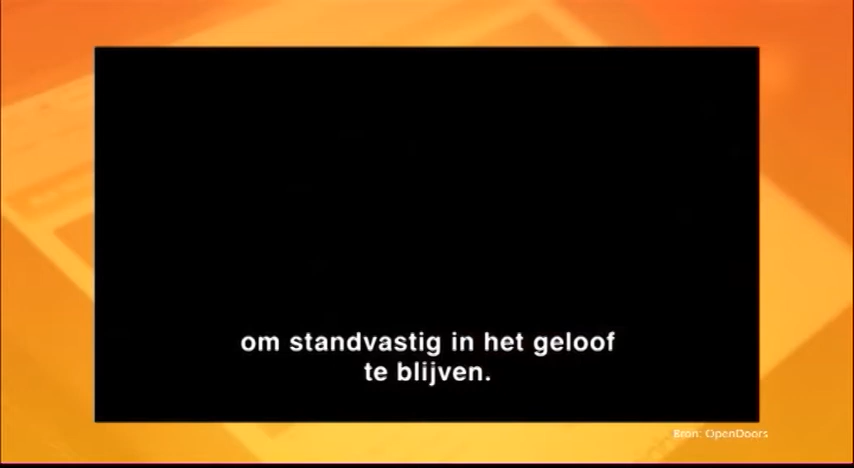 om standvastig in het geloof
te blijven.
Bron: OpenDoors